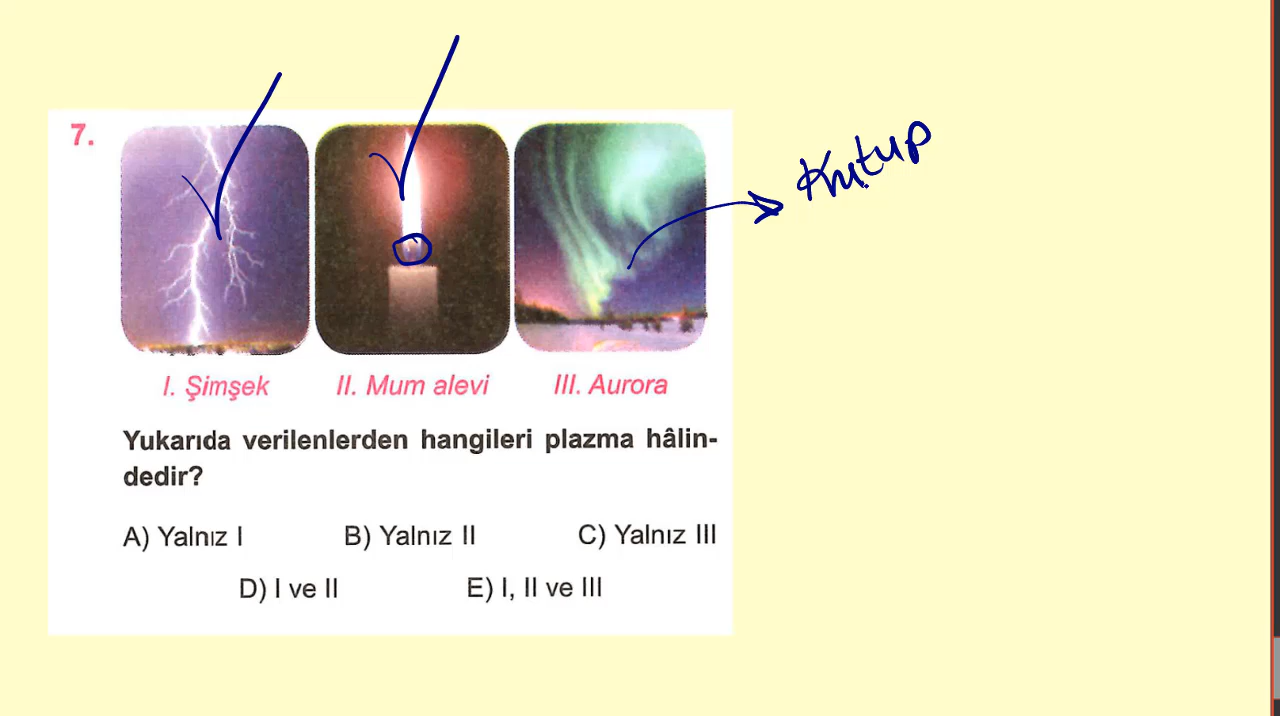 Kutup
7.
I. Şimşek
II. Mum alevi
III. Aurora
Yukarıda verilenlerden hangileri plazma hâlin-
dedir?
A) Yalnız I
B) Yalnız II
C) Yalnız III
D) I ve II
E) I, II ve III